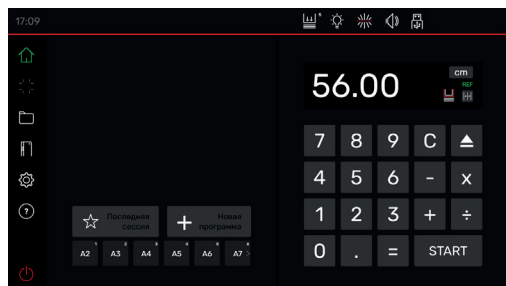 17:09
56.00
cm
REF
7 8 9 C
4 5 6 - x
1 2 3 + ÷
0 . = START
Последняя
сессия
+ Новая
программа
A2 A3 A4 A5 A6 A7
?